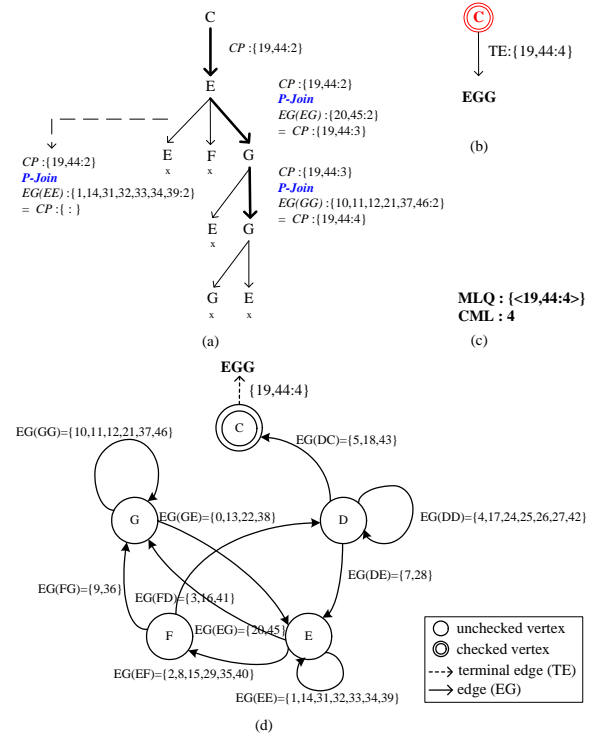 C
CP :{19,44:2}
E
CP :{19,44:2}
P-Join
EG(EG) :{20,45:2}
= CP :{19,44:3}
E
F
G
x
x
CP :{19,44:2}
P-Join
EG(EE) :{1,14,31,32,33,34,39:2}
= CP :{ : }
CP :{19,44:3}
P-Join
EG(GG) :{10,11,12,21,37,46:2}
= CP :{19,44:4}
E
G
x
G
E
x
x
(a)
C
TE:{19,44:4}
EGG
(b)
MLQ : {<19,44:4>}
CML : 4
(c)
EGG
{19,44:4}
C
EG(GG)={10,11,12,21,37,46}
EG(DC)={5,18,43}
G
EG(GE)={0,13,22,38}
D
EG(DD)={4,17,24,25,26,27,42}
EG(DE)={7,28}
EG(FG)={9,36}
EG(FD)={3,16,41}
F
EG(EG)={20,45}
E
EG(EF)={2,8,15,29,35,40}
EG(EE)={1,14,31,32,33,34,39}
unchecked vertex
checked vertex
terminal edge (TE)
edge (EG)
(d)